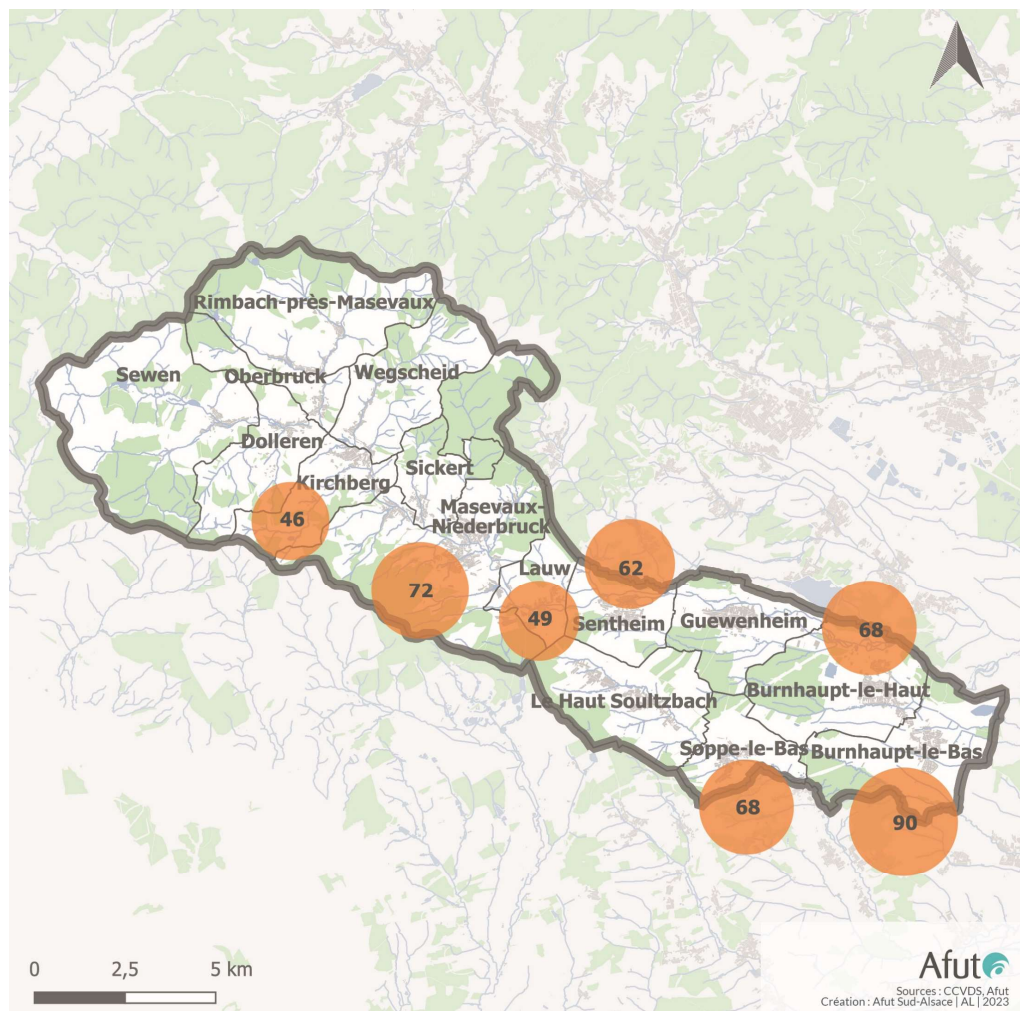 Rimbach-près-Masevaux
Sewen
Oberbruck
Wegscheid
Dolleren
Sickert
Kirchberg
Masevaux-
Niederbruck
46
Lauw
62
72
49
Sentheim
Guewenheim
68
Burnhaupt-le-Haut
Le Haut Soultzbach
Soppe-le-Bas
Burnhaupt-le-Bas
68
90
0 2,5 5 km
Afut
Sources : CCVDS, Afut
Création : Afut Sud-Alsace | AL | 2023